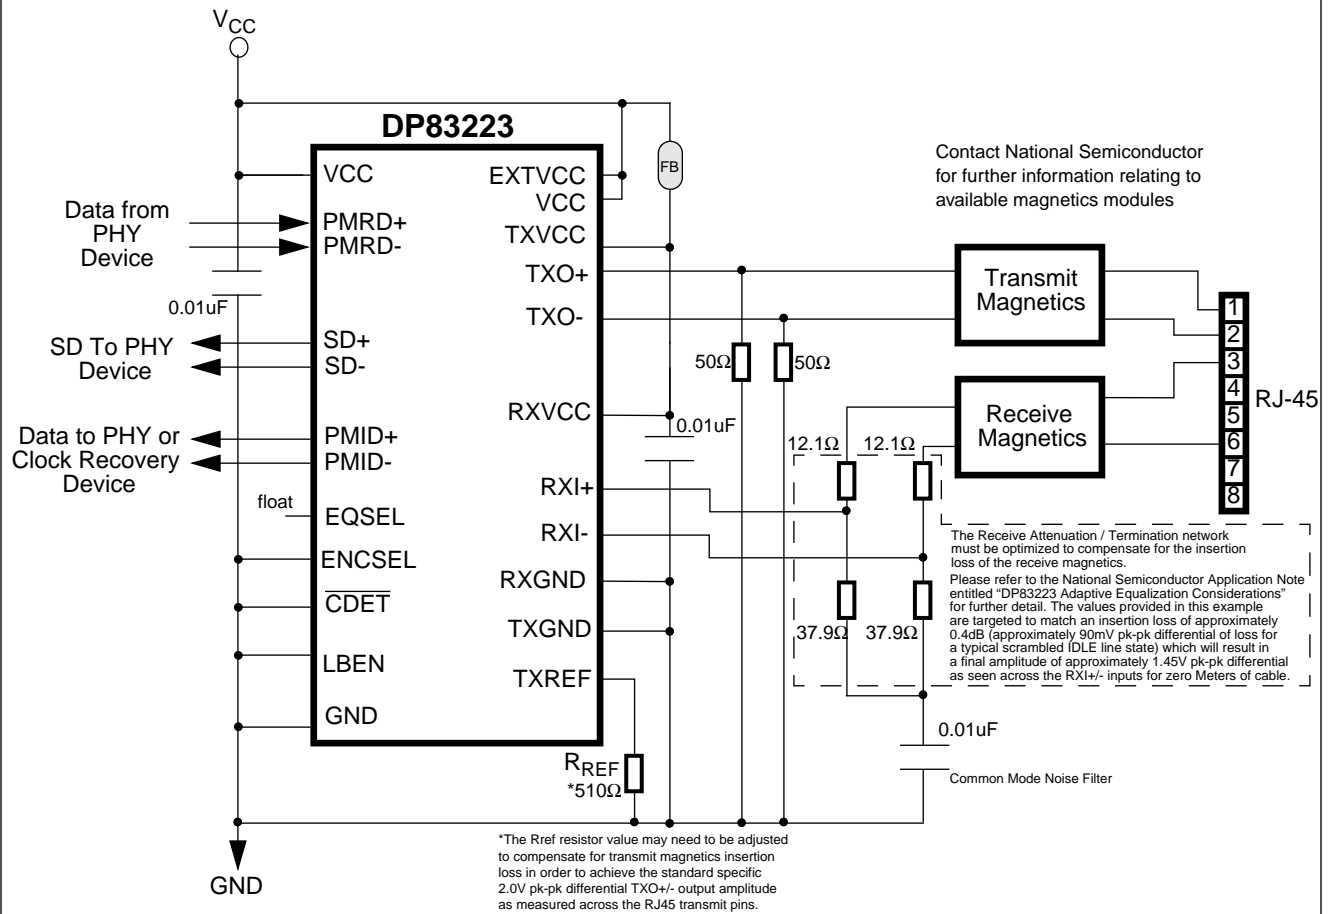 VCC
DP83223
Contact National Semiconductor
for further information relating to
available magnetics modules
FB
VCC
EXTVCC
VCC
Data from
PHY
Device
PMRD+
PMRD-
TXVCC
TXO+
TXO-
Transmit
Magnetics
0.01uF
SD To PHY
Device
SD+
SD-
50Ω
50Ω
1
2
3
4
5
6
7
8
RJ-45
Data to PHY or
Clock Recovery
Device
PMID+
PMID-
RXVCC
0.01uF
Receive
Magnetics
12.1Ω
12.1Ω
float
EQSEL
RXI+
RXI-
ENCSEL
RXGND
CDET
TXGND
LBEN
TXREF
GND
37.9Ω
37.9Ω
The Receive Attenuation / Termination network
must be optimized to compensate for the insertion
loss of the receive magnetics.
Please refer to the National Semiconductor Application Note
entitled “DP83223 Adaptive Equalization Considerations”
for further detail. The values provided in this example
are targeted to match an insertion loss of approximately
0.4dB (approximately 90mV pk-pk differential of loss for
a typical scrambled IDLE line state) which will result in
a final amplitude of approximately 1.45V pk-pk differential
as seen across the RXI+/- inputs for zero Meters of cable.
0.01uF
Common Mode Noise Filter
RREF
*510Ω
GND
*The Rref resistor value may need to be adjusted
to compensate for transmit magnetics insertion
loss in order to achieve the standard specific
2.0V pk-pk differential TXO+/- output amplitude
as measured across the RJ45 transmit pins.